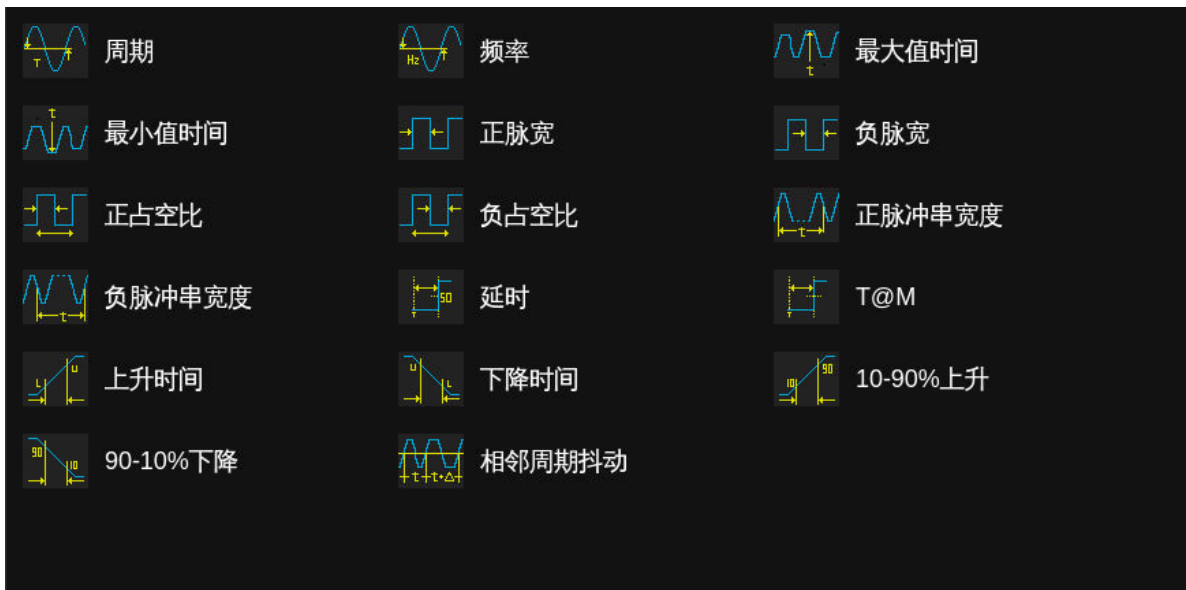 周期 频率 最大值时间
最小值时间 正脉宽 负脉宽
正占空比 负占空比 正脉冲串宽度
负脉冲串宽度 延时 T@M
上升时间 下降时间 10-90%上升
90-10%下降 相邻周期抖动